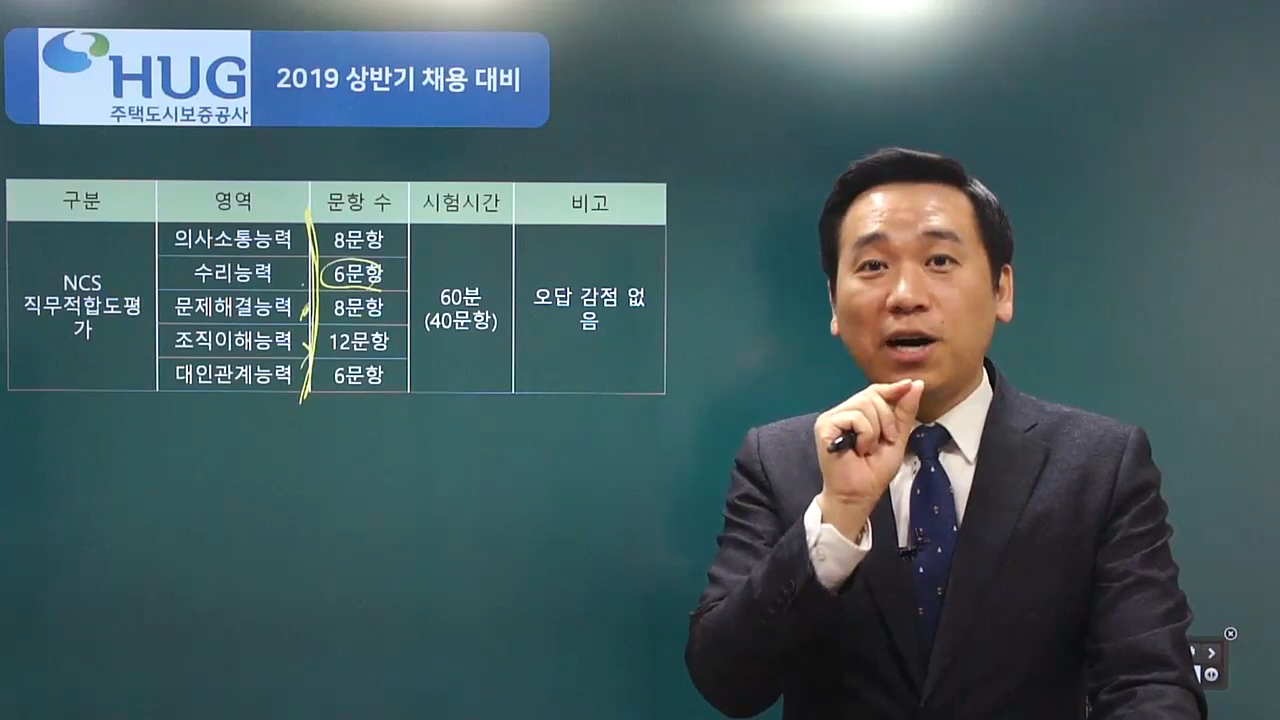 HUG
주택도시보증공사
2019 상반기 채용 대비
구분 영역 문항 수 시험시간 비고
NCS
직무적합도평
가
의사소통능력 8문항
수리능력 6문항
문제해결능력 8문항
조직이해능력 12문항
대인관계능력 6문항
60분
(40문항)
오답 감점 없
음